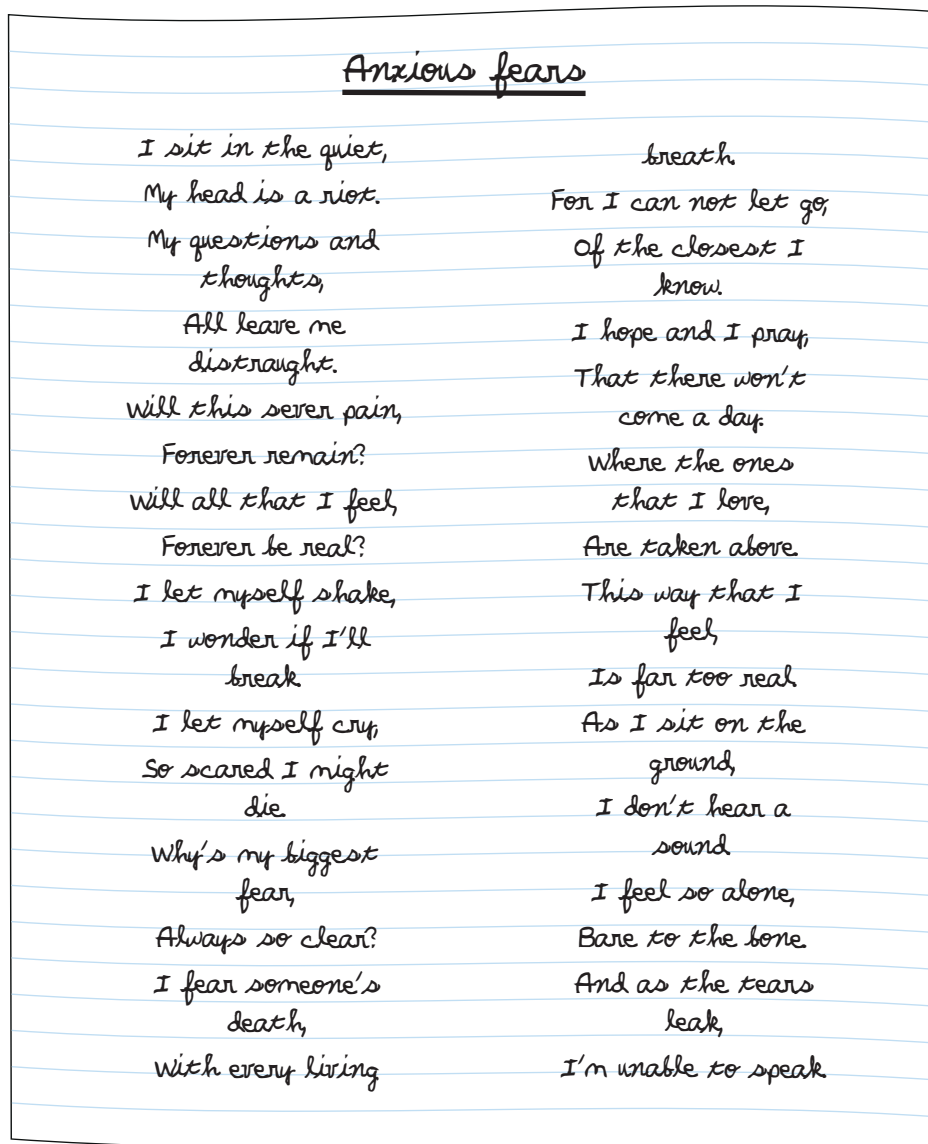 Anxious fears
I sit in the quiet,
My head is a riot.
My questions and
thoughts,
All leave me
distraught.
Will this sever pain,
Forever remain?
Will all that I feel,
Forever be real?
I let myself shake,
I wonder if I'll
break.
I let myself cry,
So scared I might
die.
Why's my biggest
fear,
Always so clear?
I fear someone's
death,
With every living
breath.
For I can not let go,
Of the closest I
know.
I hope and I pray,
That there won't
come a day.
Where the ones
that I love,
Are taken above.
This way that I
feel,
Is far too real.
As I sit on the
ground,
I don't hear a
sound.
I feel so alone,
Bare to the bone.
And as the tears
leak,
I'm unable to speak.